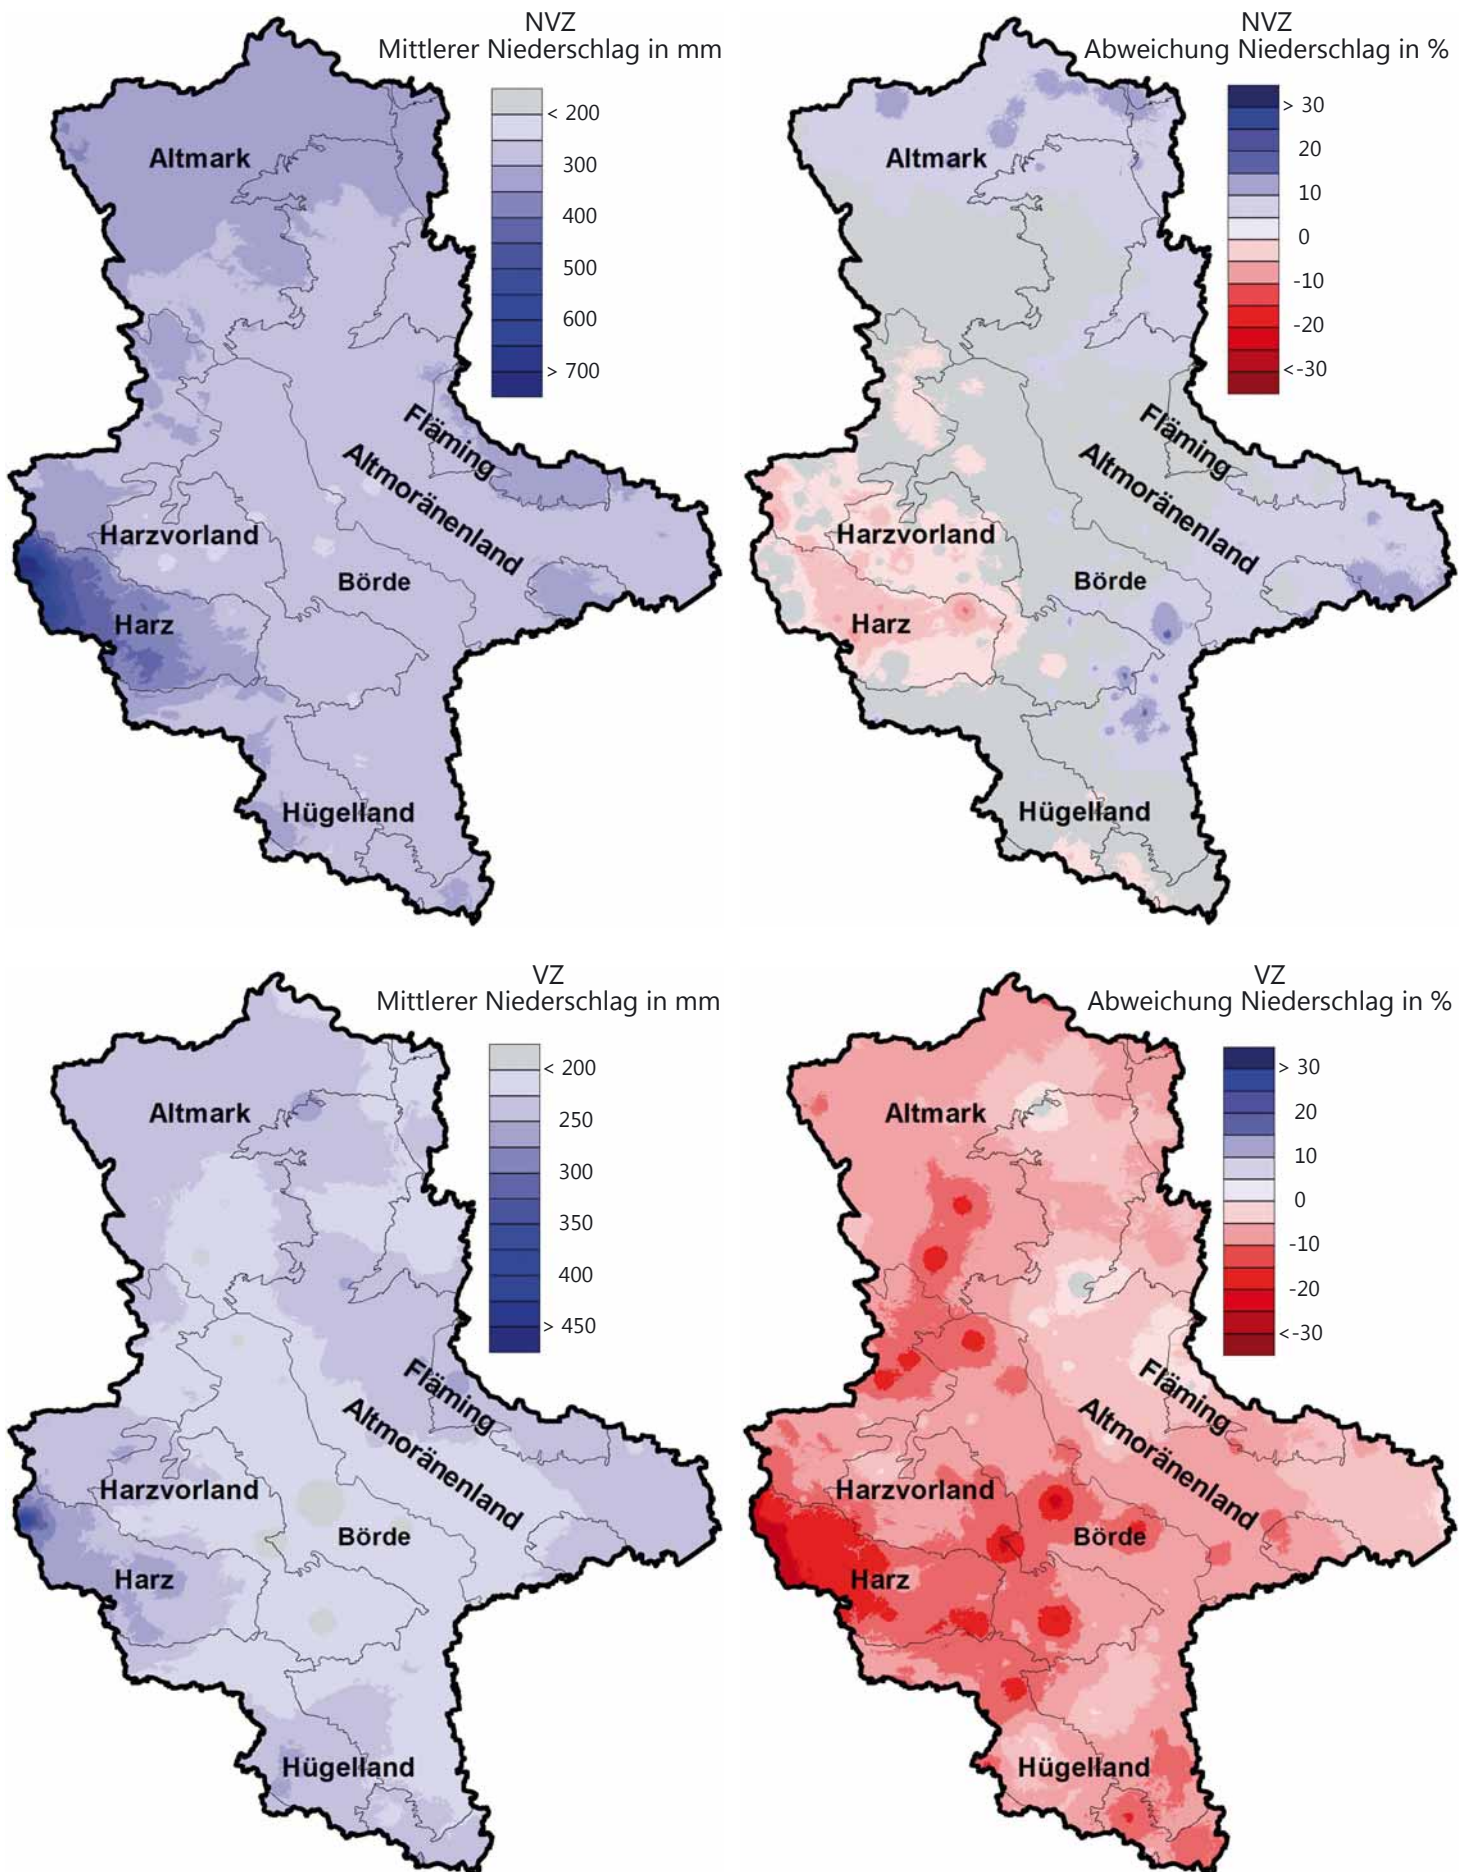 NVZ
Mittlerer Niederschlag in mm
< 200
300
400
500
600
> 700
Altmark
Fläming
Altmoränenland
Harzvorland
Börde
Harz
Hügelland
NVZ
Abweichung Niederschlag in %
> 30
20
10
0
-10
-20
<-30
Altmark
Fläming
Altmoränenland
Harzvorland
Börde
Harz
Hügelland
VZ
Mittlerer Niederschlag in mm
< 200
250
300
350
400
> 450
Altmark
Fläming
Altmoränenland
Harzvorland
Börde
Harz
Hügelland
VZ
Abweichung Niederschlag in %
> 30
20
10
0
-10
-20
<-30
Altmark
Fläming
Altmoränenland
Harzvorland
Börde
Harz
Hügelland